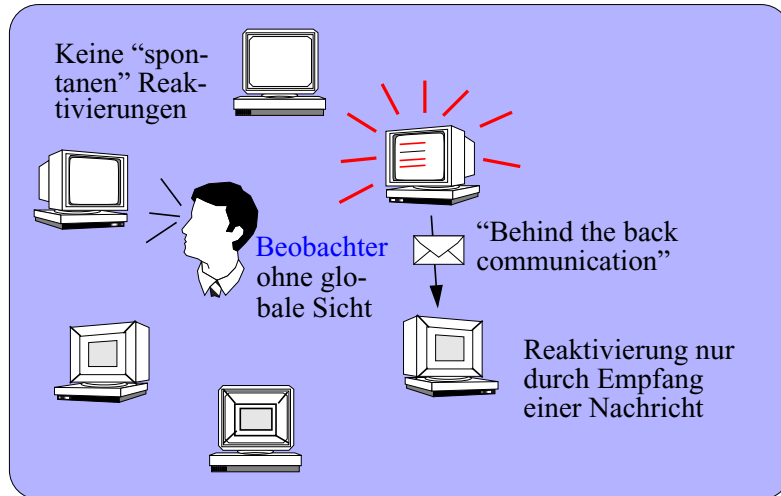 Keine “spon-
tanen” Reak-
tivierungen
Beobachter
ohne glo-
bale Sicht
“Behind the back
communication”
Reaktivierung nur
durch Empfang
einer Nachricht